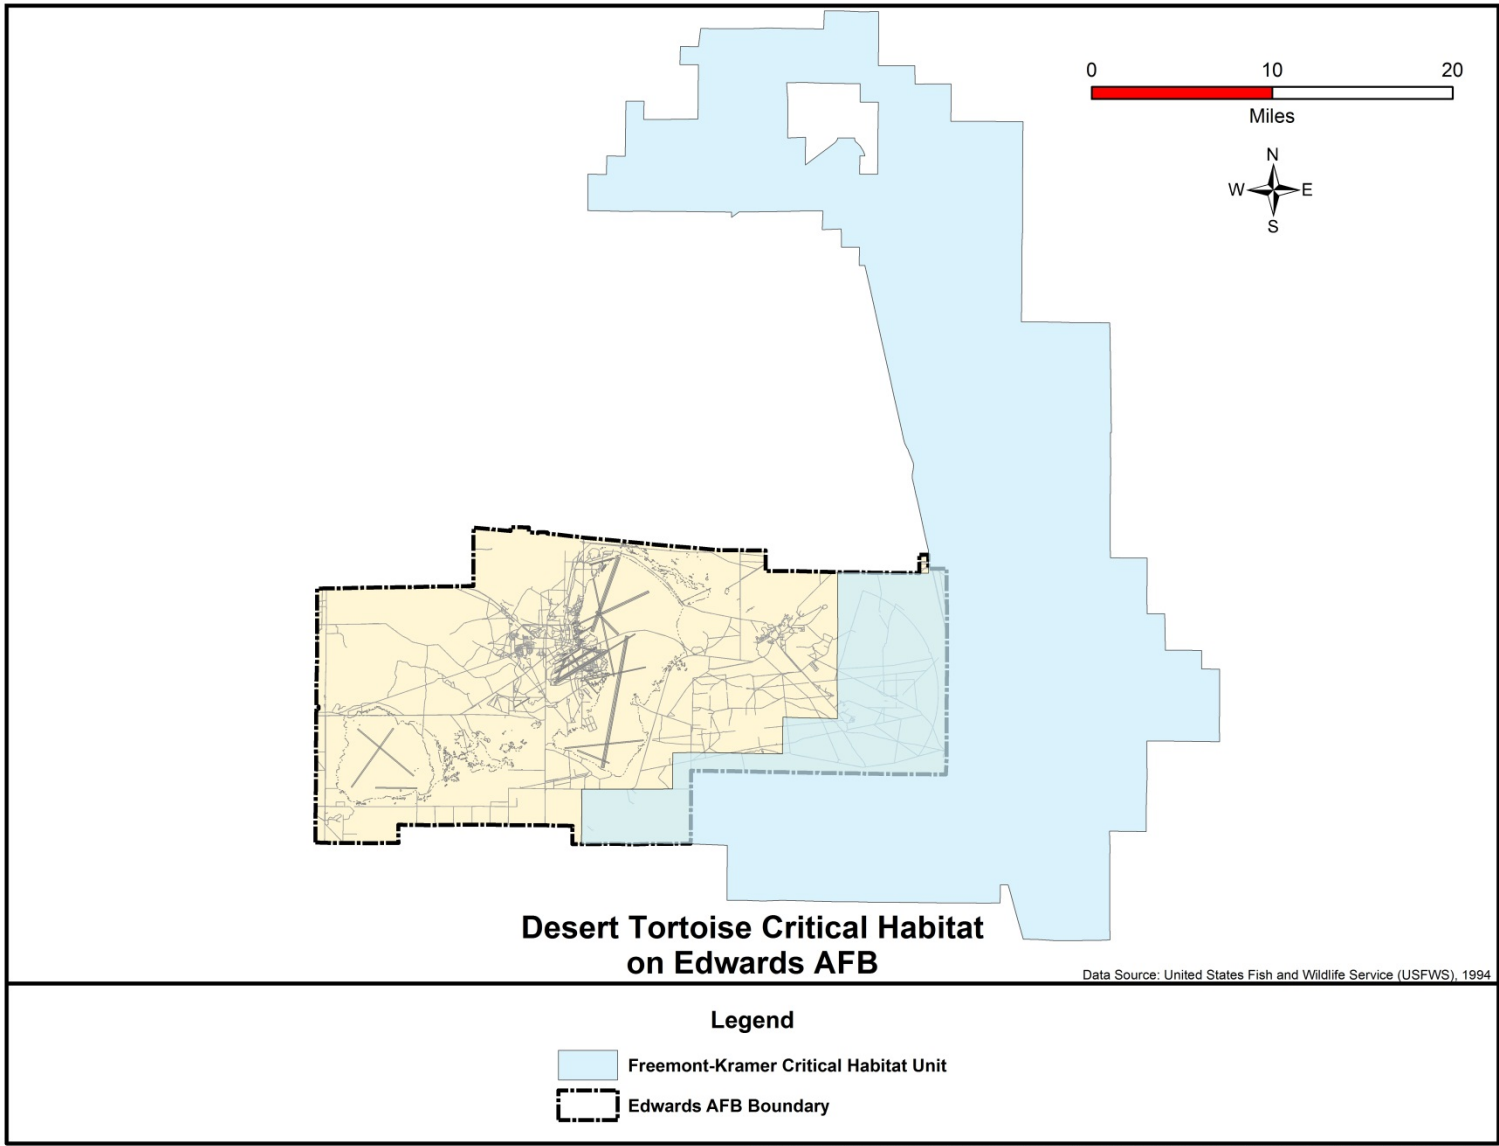 0 10 20
Miles
N
W E
S
Desert Tortoise Critical Habitat
on Edwards AFB
Data Source: United States Fish and Wildlife Service (USFWS), 1994
Legend
Freemont-Kramer Critical Habitat Unit
Edwards AFB Boundary